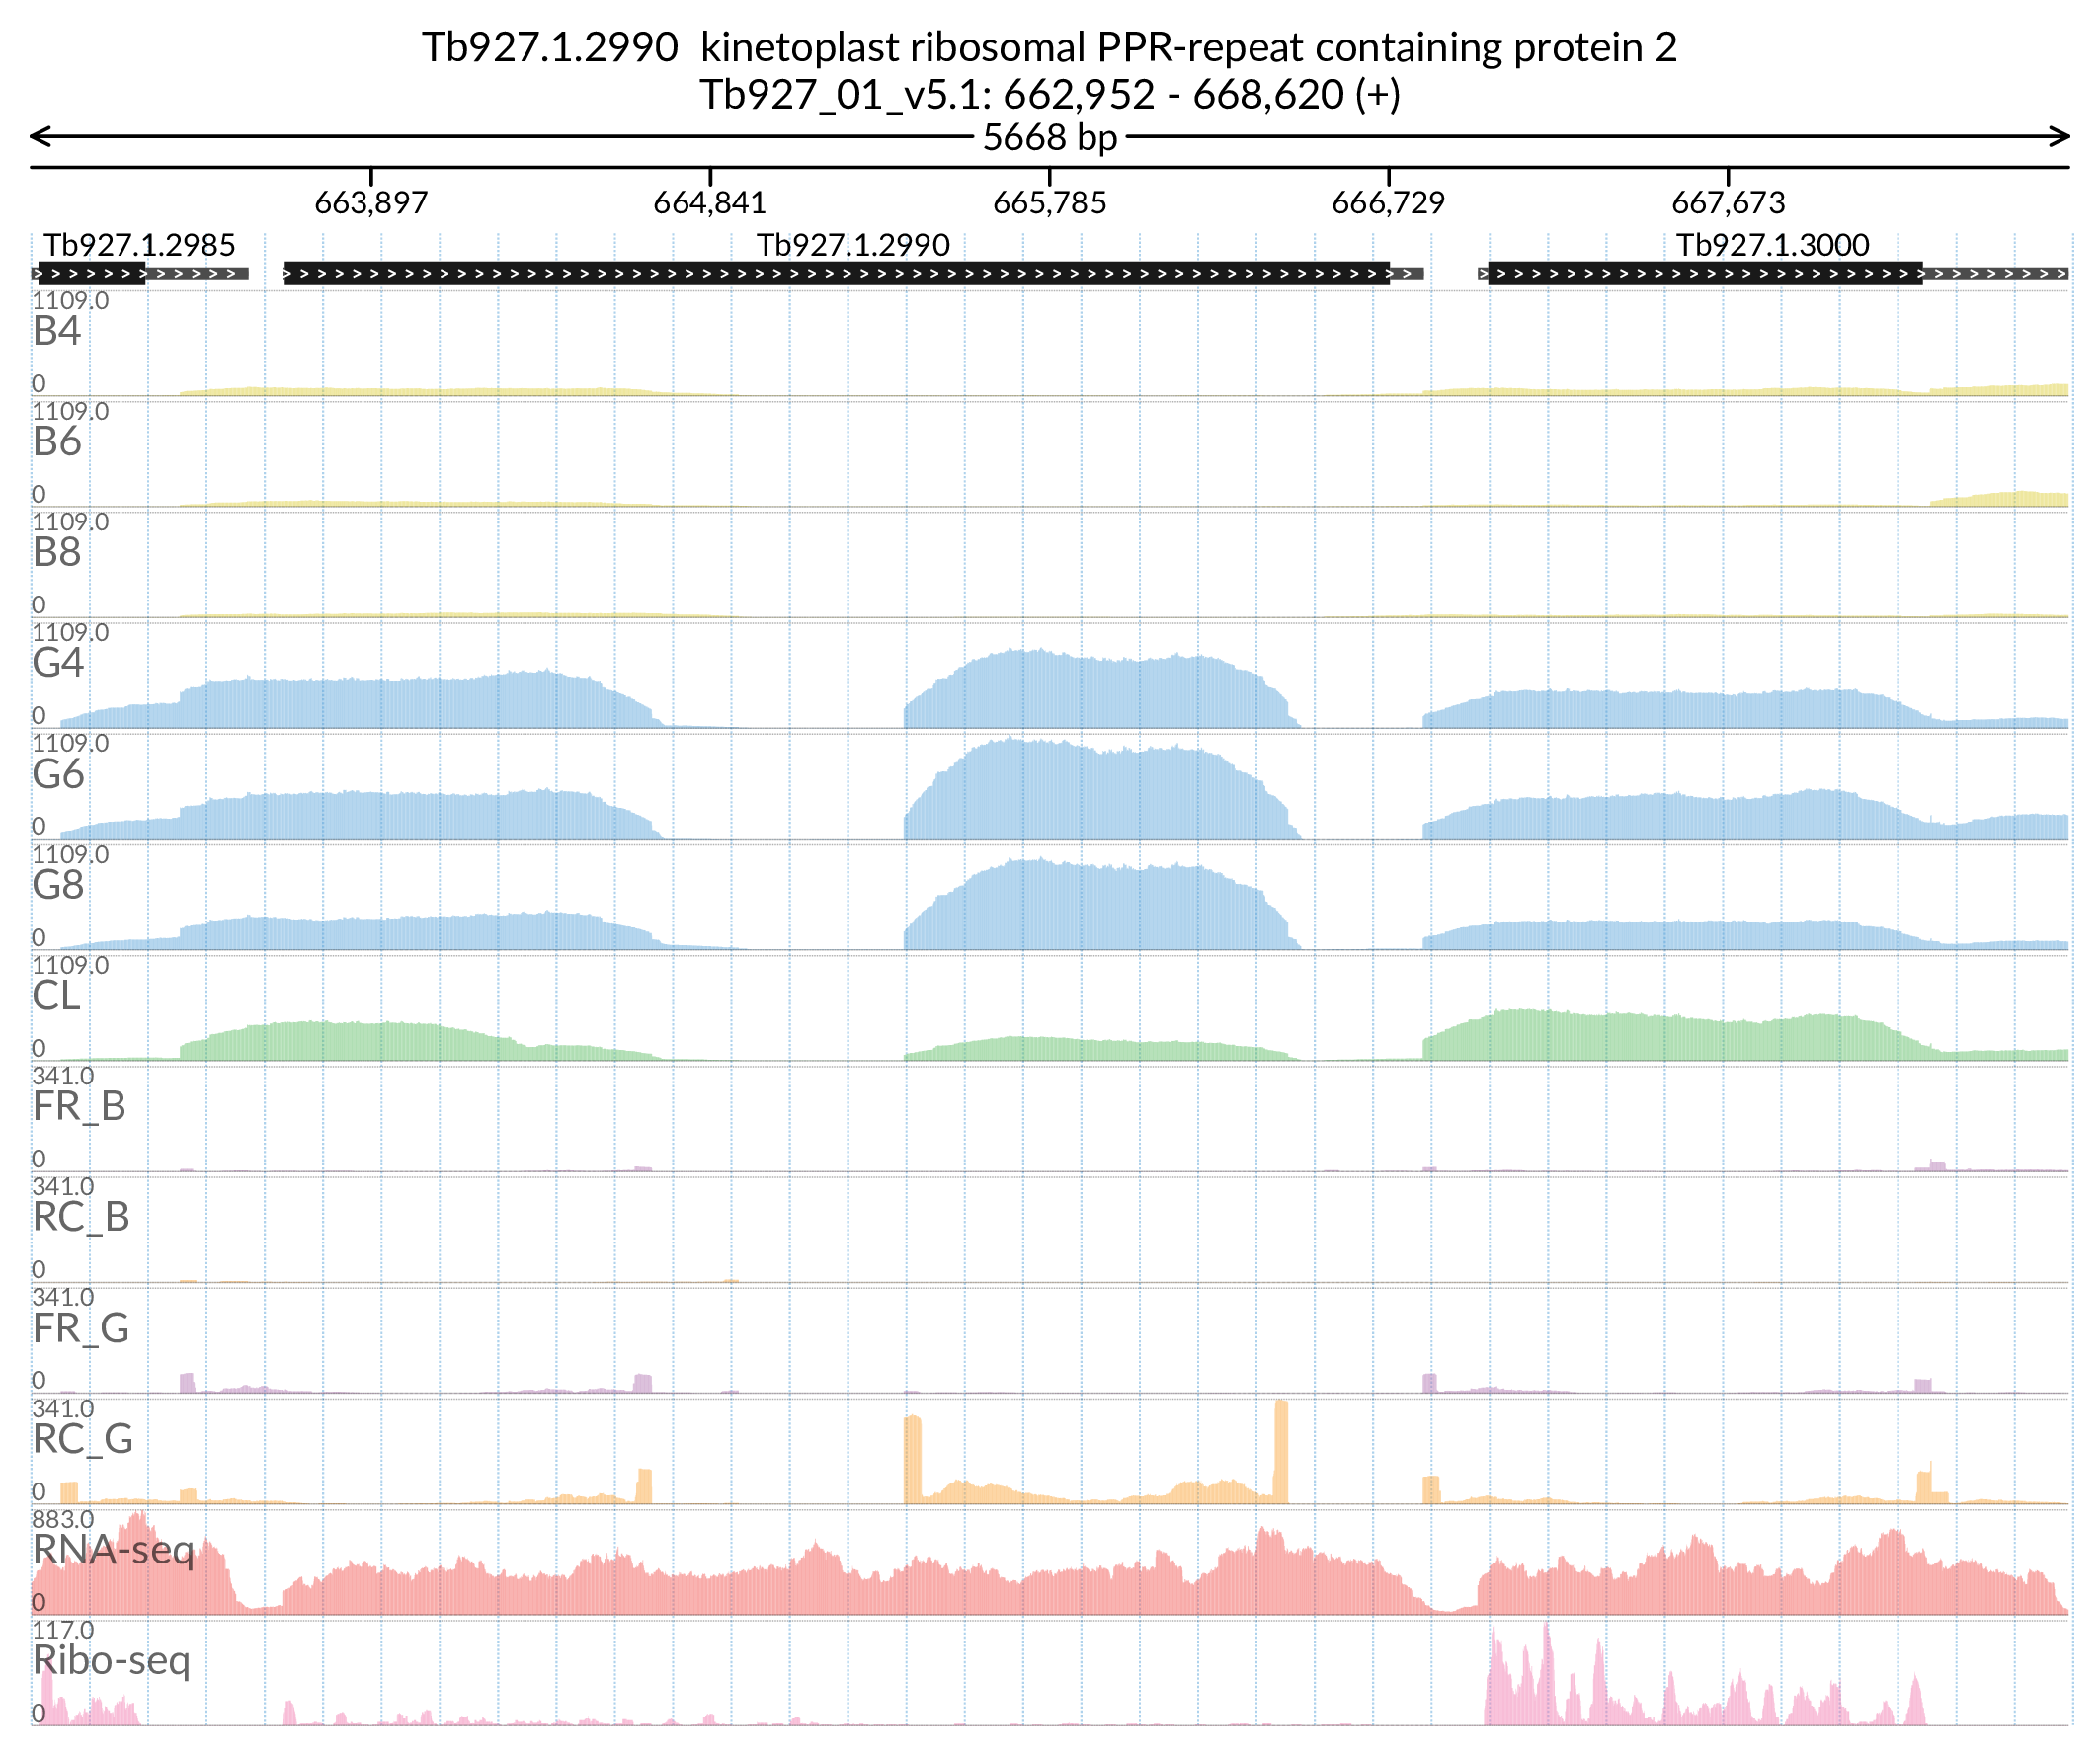 Tb927.1.2990  kinetoplast ribosomal PPR-repeat containing protein 2
Tb927_01_v5.1: 662,952 - 668,620 (+)
5668 bp
663,897 664,841 665,785 666,729 667,673
Tb927.1.2985 Tb927.1.2990 Tb927.1.3000
1109.0
B4
0
1109.0
B6
0
1109.0
B8
0
1109.0
G4
0
1109.0
G6
0
1109.0
G8
0
1109.0
CL
0
341.0
FR_B
0
341.0
RC_B
0
341.0
FR_G
0
341.0
RC_G
0
883.0
RNA-seq
0
117.0
Ribo-seq
0